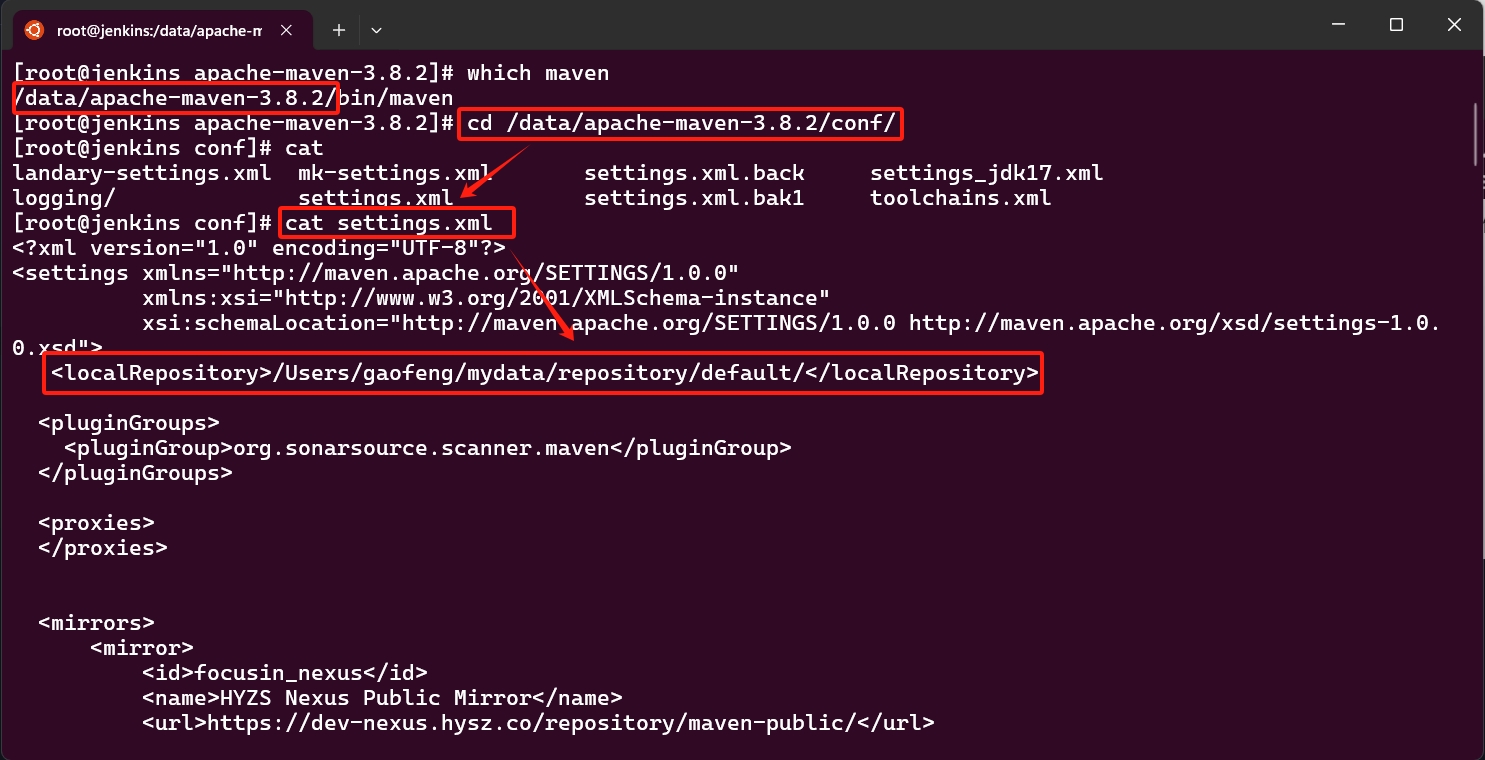 root@jenkins:/data/apache-m
[root@jenkins apache-maven-3.8.2]# which maven
/data/apache-maven-3.8.2/bin/maven
[root@jenkins apache-maven-3.8.2]# cd /data/apache-maven-3.8.2/conf/
[root@jenkins conf]# cat
landary-settings.xml  mk-settings.xml       settings.xml.back     settings_jdk17.xml
logging/              settings.xml          settings.xml.bak1     toolchains.xml
[root@jenkins conf]# cat settings.xml
<?xml version="1.0" encoding="UTF-8"?>
<settings xmlns="http://maven.apache.org/SETTINGS/1.0.0"
          xmlns:xsi="http://www.w3.org/2001/XMLSchema-instance"
          xsi:schemaLocation="http://maven.apache.org/SETTINGS/1.0.0 http://maven.apache.org/xsd/settings-1.0.
0.xsd">
   <localRepository>/Users/gaofeng/mydata/repository/default/</localRepository>
  <pluginGroups>
    <pluginGroup>org.sonarsource.scanner.maven</pluginGroup>
  </pluginGroups>
  <proxies>
  </proxies>
  <mirrors>
      <mirror>
          <id>focusin_nexus</id>
          <name>HYZS Nexus Public Mirror</name>
          <url>https://dev-nexus.hysz.co/repository/maven-public/</url>